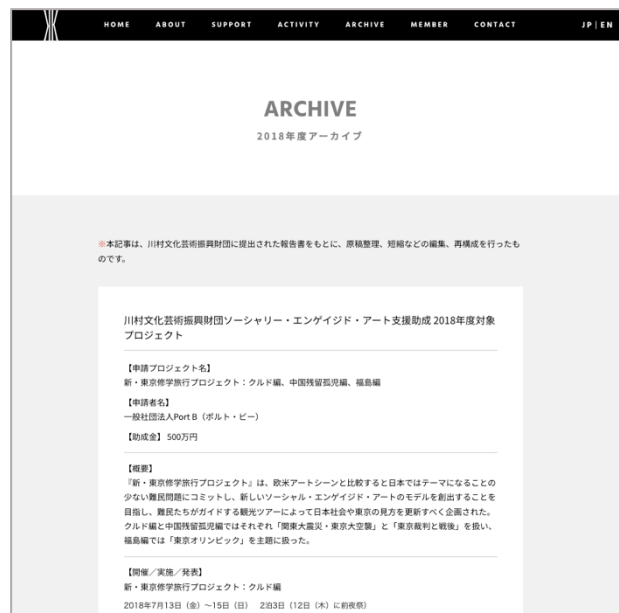 HOME ABOUT SUPPORT ACTIVITY ARCHIVE MEMBER CONTACT JP | EN
ARCHIVE
2018年度アーカイブ
※本記事は、川村文化芸術振興財団に提出された報告書をもとに、原稿整理、短縮などの編集、再構成を行ったも
のです。
川村文化芸術振興財団ソーシャリー・エンゲイジド・アート支援助成 2018年度対象
プロジェクト
【申請プロジェクト名】
新・東京修学旅行プロジェクト：クルド編、中国残留孤児編、福島編
【申請者名】
一般社団法人Port B（ポルト・ビー）
【助成金】 500万円
【概要】
『新・東京修学旅行プロジェクト』は、欧米アートシーンと比較すると日本ではテーマになることの
少ない難民問題にコミットし、新しいソーシャル・エンゲイジド・アートのモデルを創出することを
目指し、難民たちがガイドする観光ツアーによって日本社会や東京の見方を更新すべく企画された。
クルド編と中国残留孤児編ではそれぞれ「関東大震災・東京大空襲」と「東京裁判と戦後」を扱い、
福島編では「東京オリンピック」を主題に扱った。
【開催／実施／発表】
新・東京修学旅行プロジェクト：クルド編
2018年7月13日（金）～15日（日） 2泊3日（12日（木）に前夜祭）